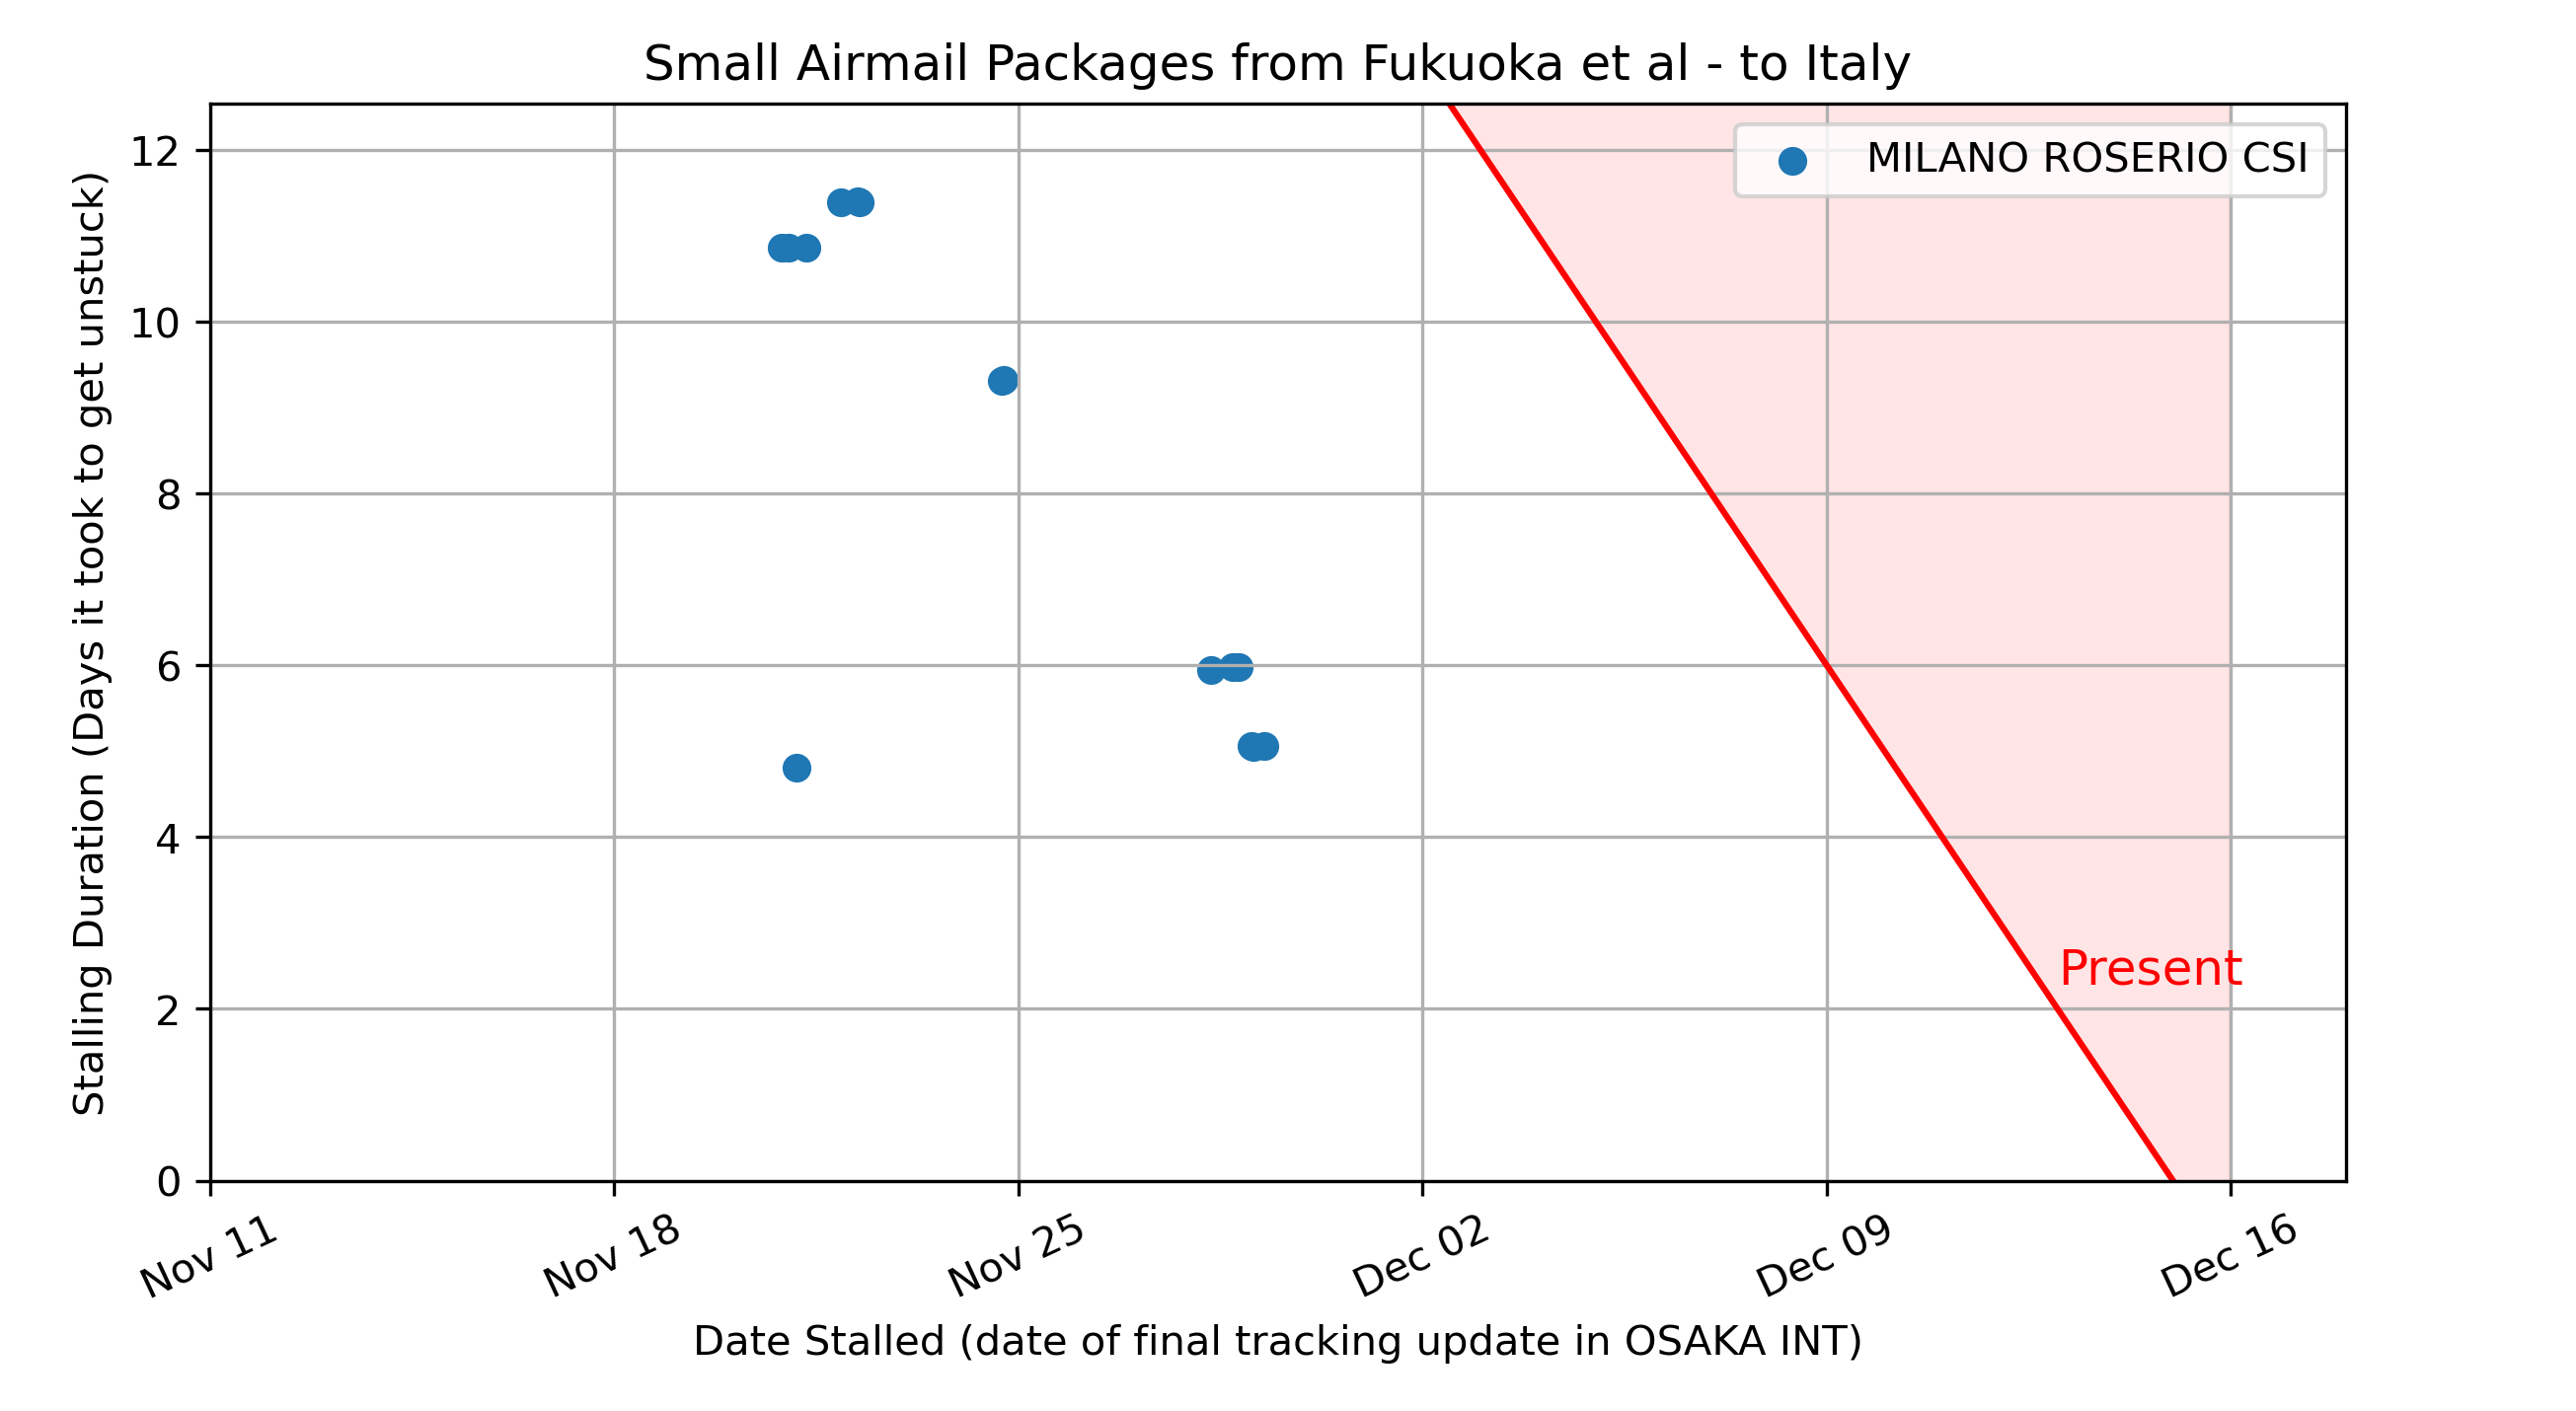 Small Airmail Packages from Fukuoka et al - to Italy
MILANO ROSERIO CSI
Stalling Duration (Days it took to get unstuck)
12
10
8
6
4
2
0
Present
Nov 11
Nov 18
Nov 25
Dec 02
Dec 09
Dec 16
Date Stalled (date of final tracking update in OSAKA INT)